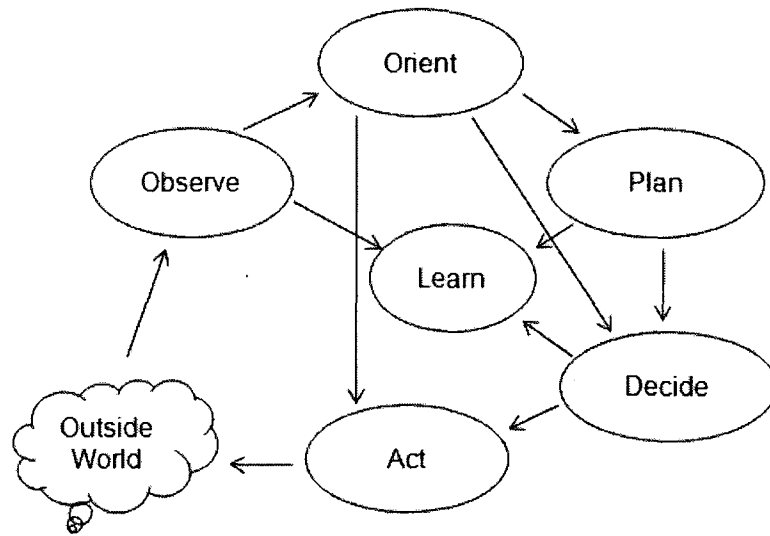 Orient
Observe
Plan
Learn
Decide
Outside
World
Act